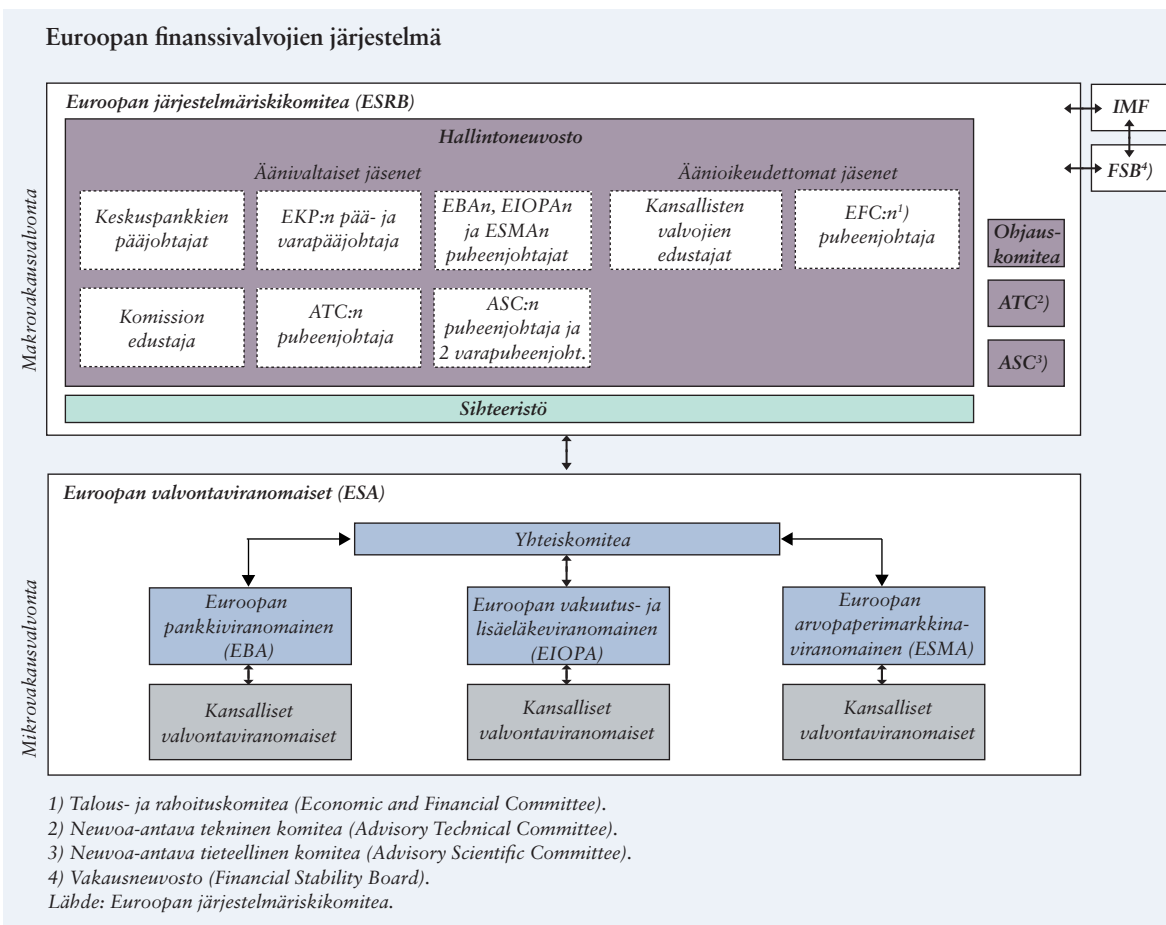 Euroopan finanssivalvojien järjestelmä
Makrovakausvalvonta
Euroopan järjestelmäriskikomitea (ESRB)
Hallintoneuvosto
Äänivaltaiset jäsenet
Äänioikeudettomat jäsenet
Keskuspankkien
pääjohtajat
EKP:n pää- ja
varapääjohtaja
EBAn, EIOPAn
ja ESMAn
puheenjohtajat
Kansallisten
valvojien
edustajat
EFC:n¹)
puheenjohtaja
Komission
edustaja
ATC:n
puheenjohtaja
ASC:n
puheenjohtaja ja
2 varapuheenjoht.
Sihteeristö
Ohjaus-
komitea
ATC²)
ASC³)
IMF
FSB⁴)
Mikrovakausvalvonta
Euroopan valvontaviranomaiset (ESA)
Yhteiskomitea
Euroopan
pankkiviranomainen
(EBA)
Euroopan vakuutus- ja
lisäeläkeviranomainen
(EIOPA)
Euroopan
arvopaperimarkkina-
viranomainen (ESMA)
Kansalliset
valvontaviranomaiset
Kansalliset
valvontaviranomaiset
Kansalliset
valvontaviranomaiset
1) Talous- ja rahoituskomitea (Economic and Financial Committee).
2) Neuvoa-antava tekninen komitea (Advisory Technical Committee).
3) Neuvoa-antava tieteellinen komitea (Advisory Scientific Committee).
4) Vakausneuvosto (Financial Stability Board).
Lähde: Euroopan järjestelmäriskikomitea.